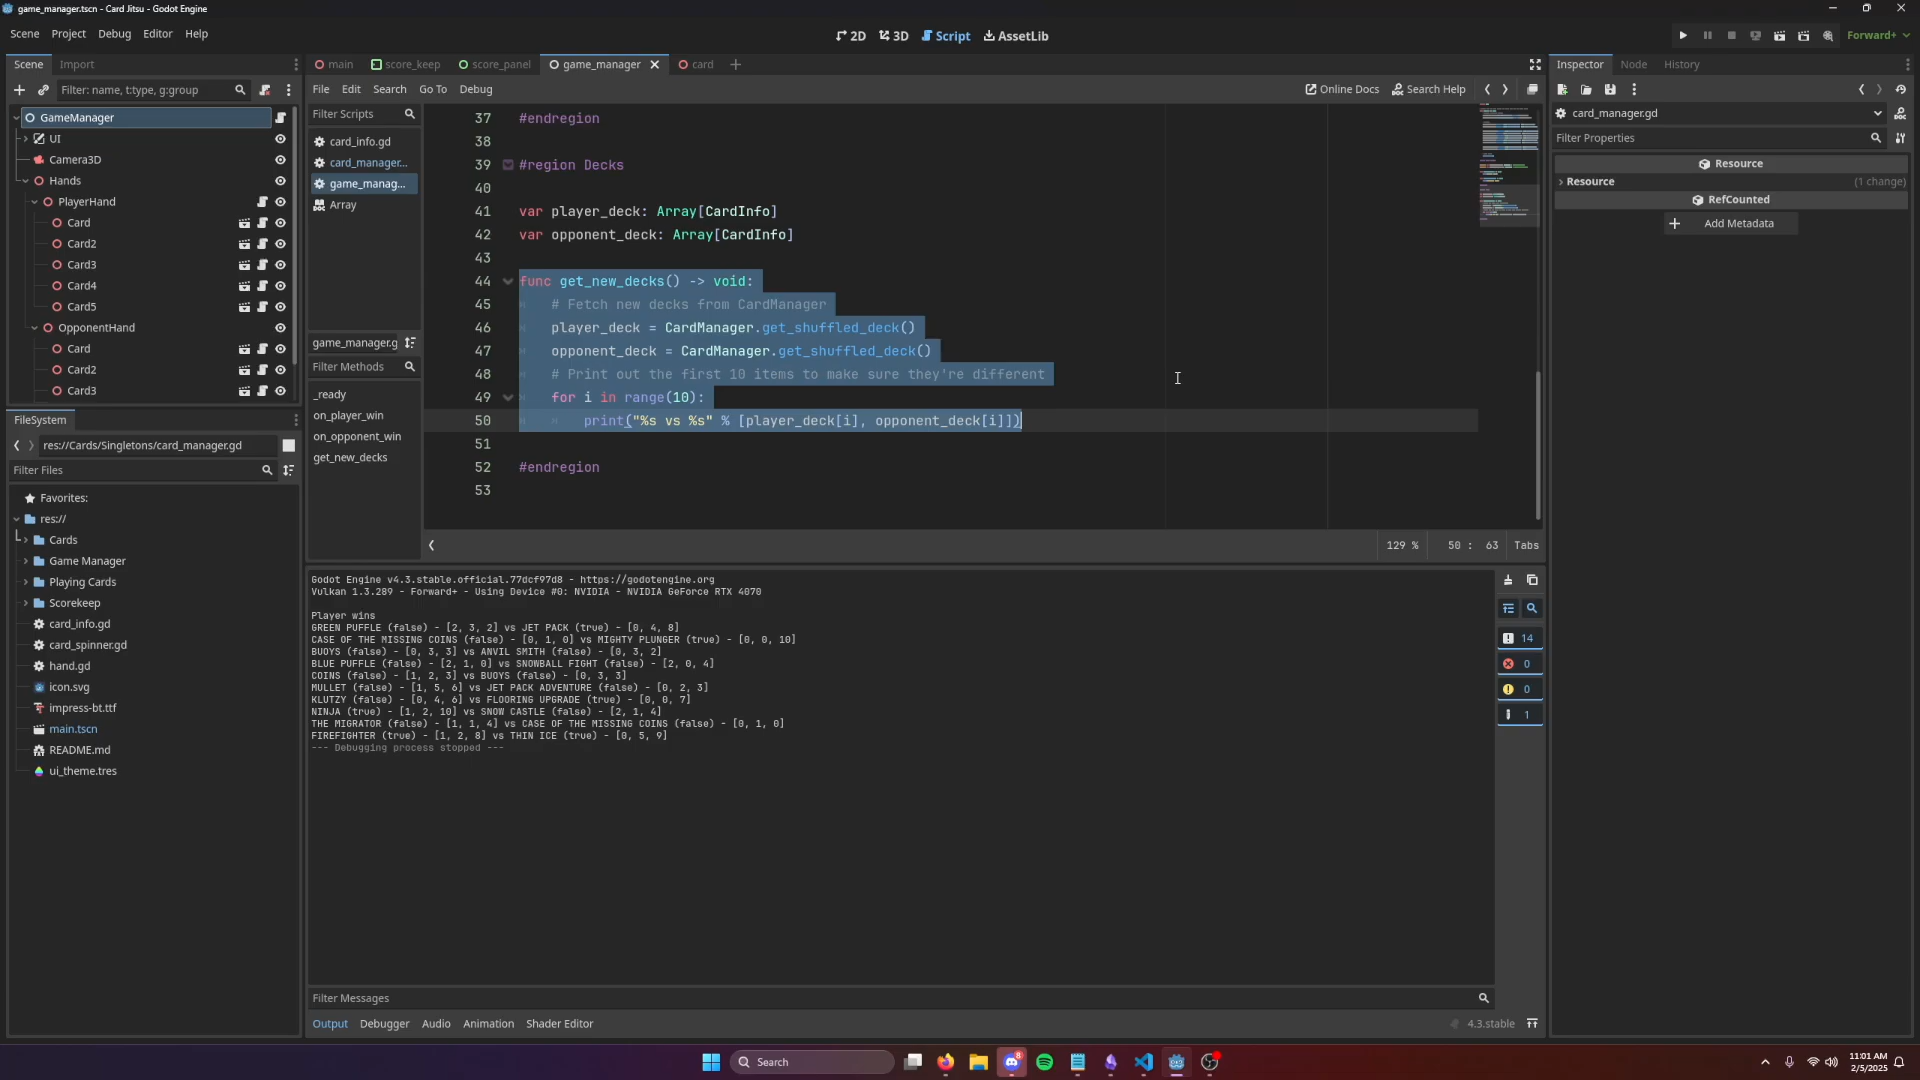 game_manager.tscn - Card Jitsu - Godot Engine
Scene Project Debug Editor Help
2D 3D Script AssetLib
Forward+
Scene Import
Filter: name, t:type, g:group
GameManager
UI
Camera3D
Hands
PlayerHand
Card
Card2
Card3
Card4
Card5
OpponentHand
Card
Card2
Card3
FileSystem
res://Cards/Singletons/card_manager.gd
Filter Files
Favorites:
res://
Cards
Game Manager
Playing Cards
Scorekeep
card_info.gd
card_spinner.gd
hand.gd
icon.svg
impress-bt.ttf
main.tscn
README.md
ui_theme.tres
main score_keep score_panel game_manager card
File Edit Search Go To Debug
Online Docs Search Help
Filter Scripts
card_info.gd
card_manager...
game_manag...
Array
game_manager.g
Filter Methods
_ready
on_player_win
on_opponent_win
get_new_decks
37 #endregion
38
39 #region Decks
40
41 var player_deck: Array[CardInfo]
42 var opponent_deck: Array[CardInfo]
43
44 func get_new_decks() -> void:
45 # Fetch new decks from CardManager
46 player_deck = CardManager.get_shuffled_deck()
47 opponent_deck = CardManager.get_shuffled_deck()
48 # Print out the first 10 items to make sure they're different
49 for i in range(10):
50 print("%s vs %s" % [player_deck[i], opponent_deck[i]])
51
52 #endregion
53
129 % 50 : 63 Tabs
Godot Engine v4.3.stable.official.77dcf97d8 - https://godotengine.org
Vulkan 1.3.289 - Forward+ - Using Device #0: NVIDIA - NVIDIA GeForce RTX 4070
Player wins
GREEN PUFFLE (false) - [2, 3, 2] vs JET PACK (true) - [0, 4, 8]
CASE OF THE MISSING COINS (false) - [0, 1, 0] vs MIGHTY PLUNGER (true) - [0, 0, 10]
BUOYS (false) - [0, 3, 3] vs ANVIL SMITH (false) - [0, 3, 2]
BLUE PUFFLE (false) - [2, 1, 0] vs SNOWBALL FIGHT (false) - [2, 0, 4]
COINS (false) - [1, 2, 3] vs BUOYS (false) - [0, 3, 3]
MULLET (false) - [1, 5, 6] vs JET PACK ADVENTURE (false) - [0, 2, 3]
KLUTZY (false) - [0, 4, 6] vs FLOORING UPGRADE (true) - [0, 0, 7]
NINJA (true) - [1, 2, 10] vs SNOW CASTLE (false) - [2, 1, 4]
THE MIGRATOR (false) - [1, 1, 4] vs CASE OF THE MISSING COINS (false) - [0, 1, 0]
FIREFIGHTER (true) - [1, 2, 8] vs THIN ICE (true) - [0, 5, 9]
--- Debugging process stopped ---
14
0
0
1
Filter Messages
Output Debugger Audio Animation Shader Editor
4.3.stable
Inspector Node History
card_manager.gd
Filter Properties
Resource
Resource (1 change)
RefCounted
Add Metadata
Search
8
11:01 AM
2/5/2025